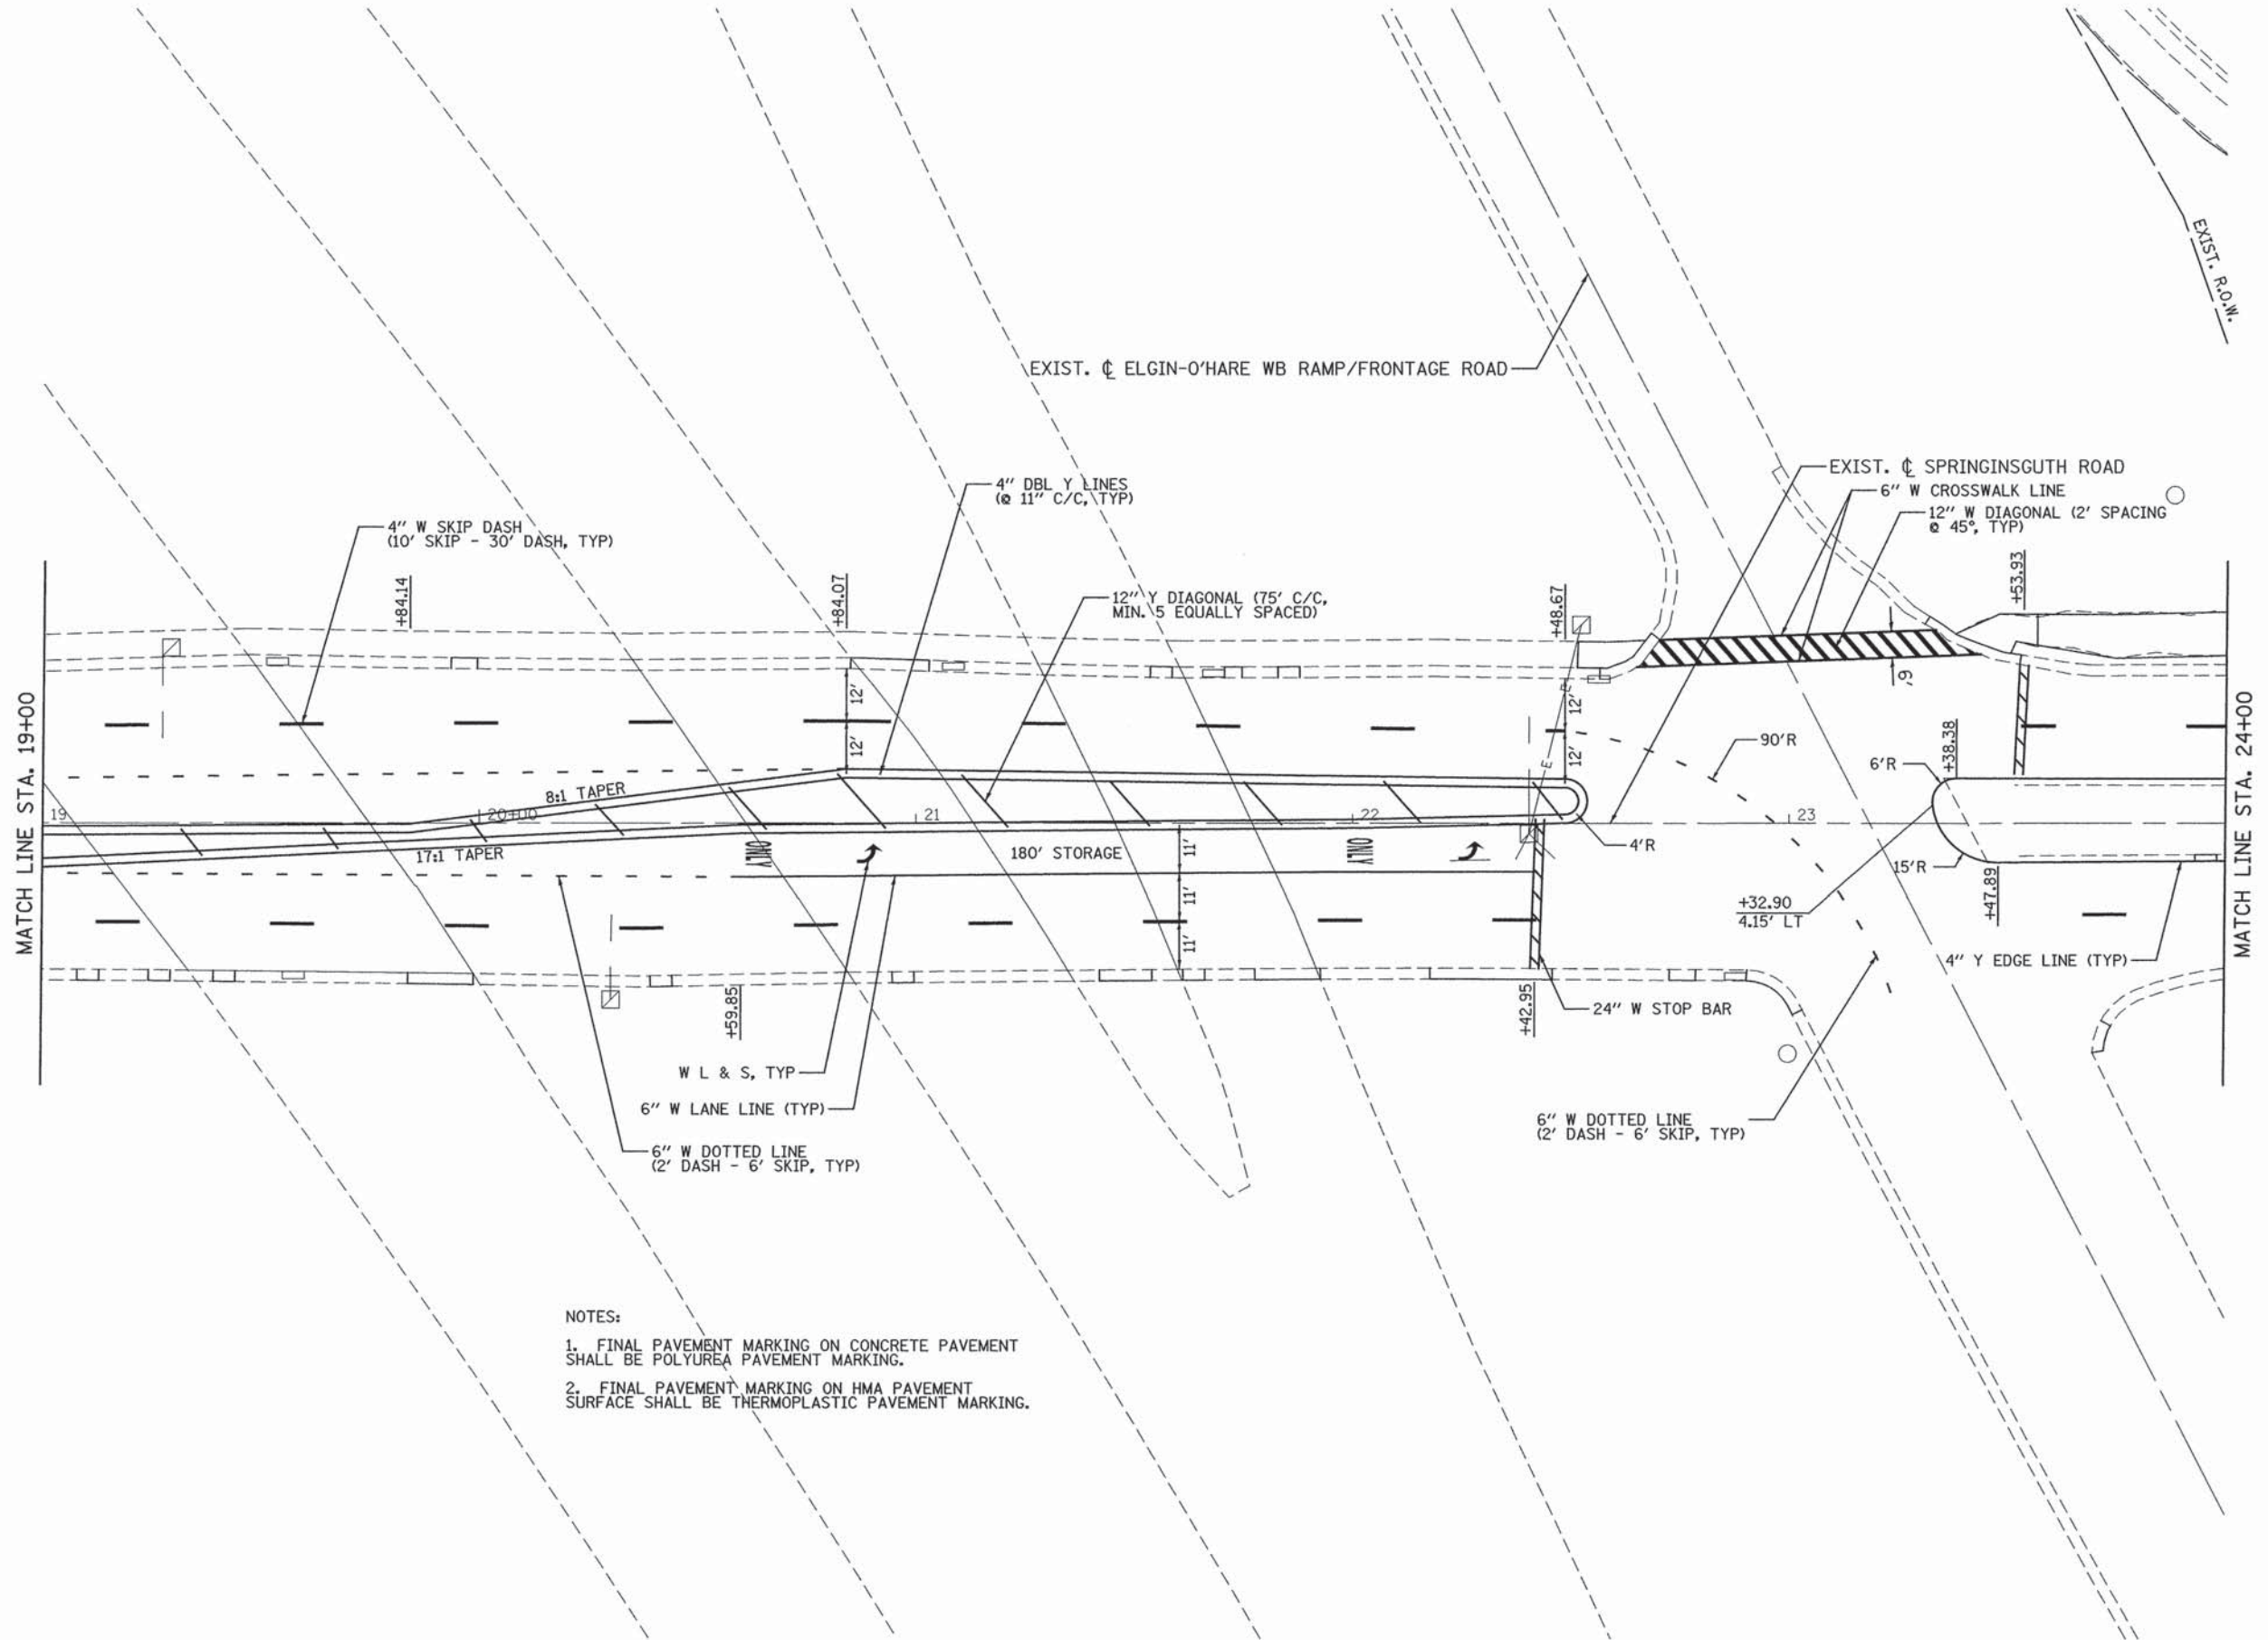 EXIST. R.O.W.
EXIST. ℄ ELGIN-O'HARE WB RAMP/FRONTAGE ROAD
EXIST. ℄ SPRINGINSGUTH ROAD
6" W CROSSWALK LINE
12" W DIAGONAL (2' SPACING
@ 45°, TYP)
4" DBL Y LINES
(@ 11" C/C, TYP)
4" W SKIP DASH
(10' SKIP - 30' DASH, TYP)
12" Y DIAGONAL (75' C/C,
MIN. 5 EQUALLY SPACED)
+84.14
+84.07
+48.67
+53.93
MATCH LINE STA. 19+00
MATCH LINE STA. 24+00
12'
12'
12'
12'
E
E
6'
90'R
6'R
+38.38
8:1 TAPER
19
20+00
21
22
23
17:1 TAPER
ONLY
180' STORAGE
ONLY
4'R
11'
11'
11'
15'R
+47.89
+32.90
4.15' LT
4" Y EDGE LINE (TYP)
+59.85
+42.95
24" W STOP BAR
W L & S, TYP
6" W LANE LINE (TYP)
6" W DOTTED LINE
(2' DASH - 6' SKIP, TYP)
6" W DOTTED LINE
(2' DASH - 6' SKIP, TYP)
NOTES:
1. FINAL PAVEMENT MARKING ON CONCRETE PAVEMENT
SHALL BE POLYUREA PAVEMENT MARKING.
2. FINAL PAVEMENT MARKING ON HMA PAVEMENT
SURFACE SHALL BE THERMOPLASTIC PAVEMENT MARKING.